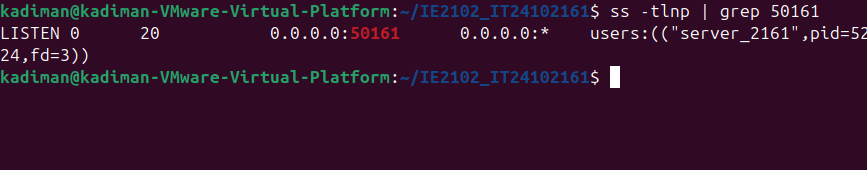 kadiman@kadiman-VMware-Virtual-Platform:~/IE2102_IT24102161$ ss -tlnp | grep 50161
LISTEN 0      20           0.0.0.0:50161      0.0.0.0:*    users:(("server_2161",pid=52
24,fd=3))
kadiman@kadiman-VMware-Virtual-Platform:~/IE2102_IT24102161$